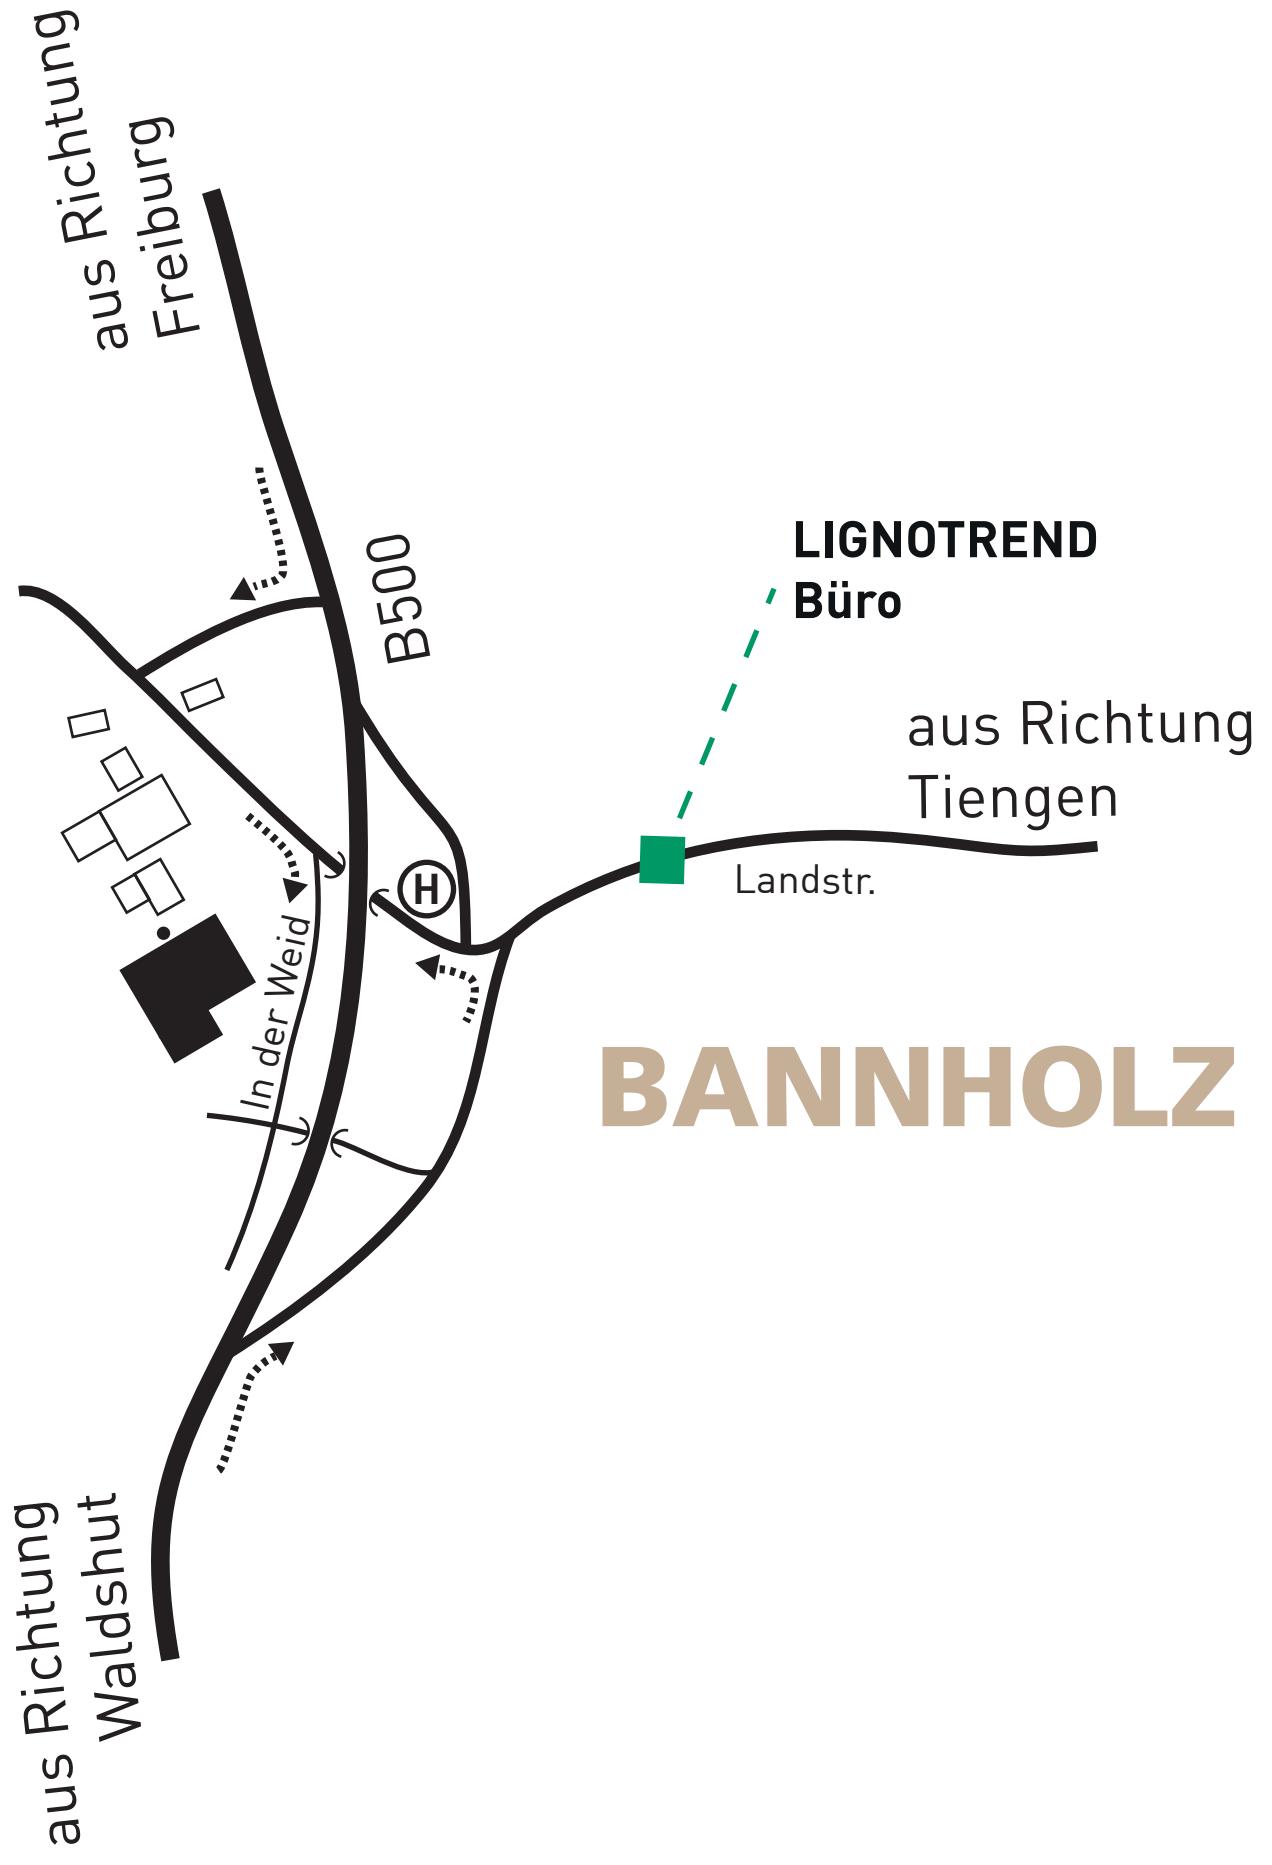 aus Richtung
Freiburg
B500
LIGNOTREND
Büro
aus Richtung
Tiengen
Landstr.
H
In der Weid
BANNHOLZ
aus Richtung
Waldshut